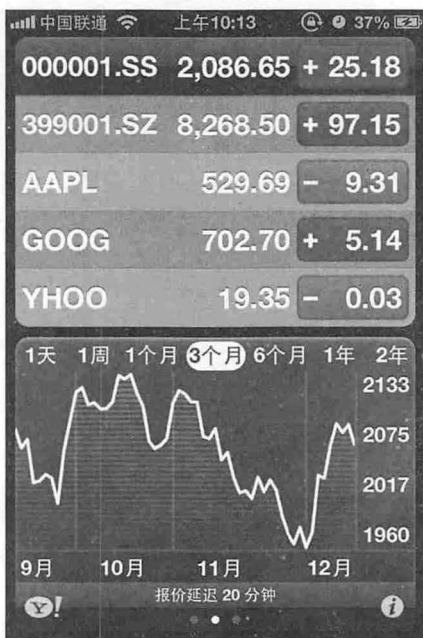 中国联通 上午10:13 37%
000001.SS 2,086.65 + 25.18
399001.SZ 8,268.50 + 97.15
AAPL 529.69 − 9.31
GOOG 702.70 + 5.14
YHOO 19.35 − 0.03
1天 1周 1个月 3个月 6个月 1年 2年
2133
2075
2017
1960
9月 10月 11月 12月
Y! 报价延迟 20 分钟 i